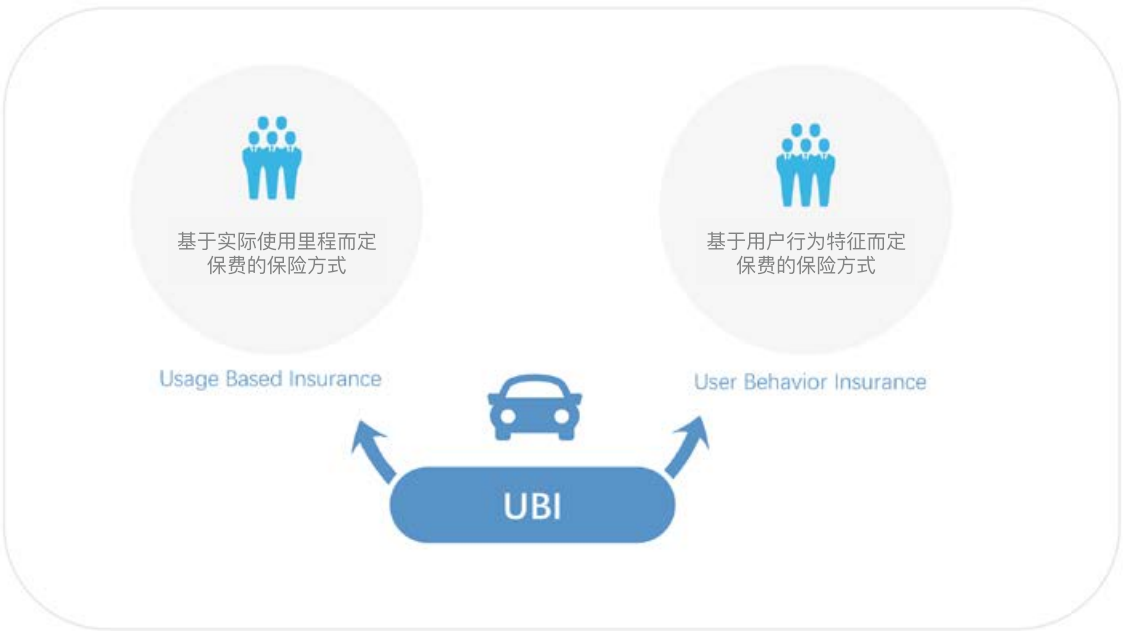 基于实际使用里程而定
保费的保险方式
基于用户行为特征而定
保费的保险方式
Usage Based Insurance
User Behavior Insurance
UBI